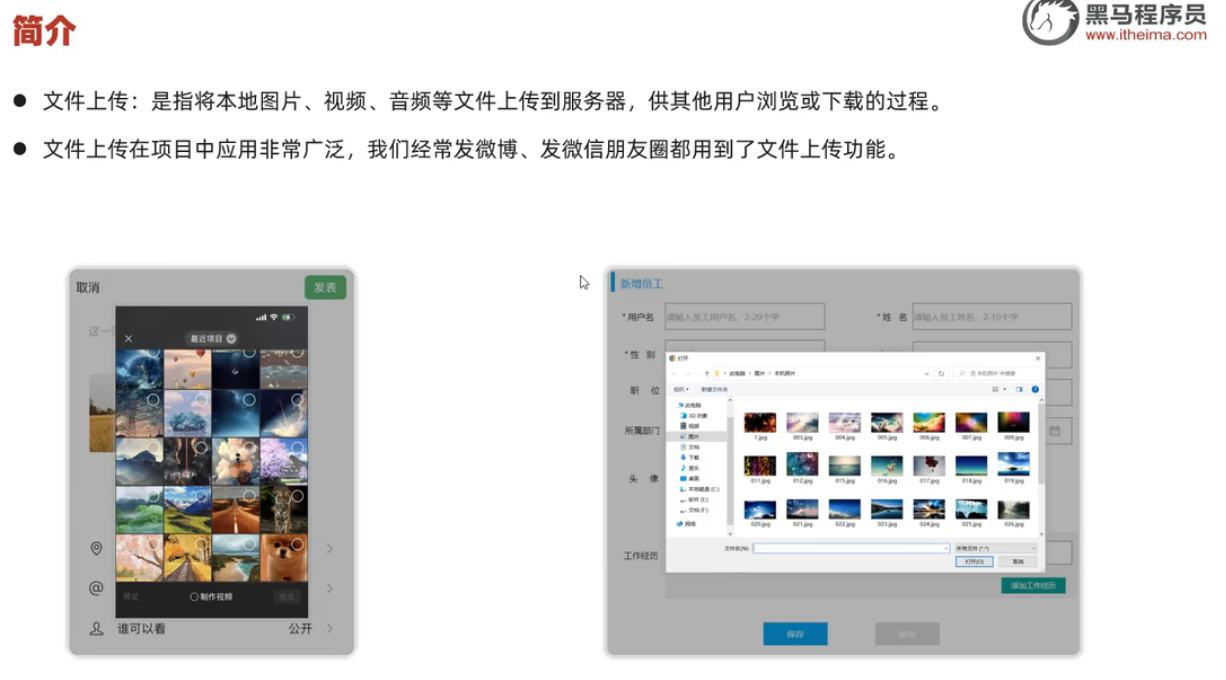 简介
黑马程序员
www.itheima.com
● 文件上传：是指将本地图片、视频、音频等文件上传到服务器，供其他用户浏览或下载的过程。
● 文件上传在项目中应用非常广泛，我们经常发微博、发微信朋友圈都用到了文件上传功能。
取消
发表
这一
最近项目
预览
制作视频
完成
谁可以看 公开
新增员工
* 用户名 请输入员工用户名，2-20个字
* 姓 名 请输入员工姓名，2-10个字
* 性 别
职 位
所属部门
头 像
工作经历
打开
此电脑 › 图片 › 本机照片
在 本机照片 中搜索
组织 新建文件夹
此电脑
3D 对象
视频
图片
文档
下载
音乐
桌面
本地磁盘 (C:)
软件 (E:)
文档 (F:)
网络
1.jpg 003.jpg 004.jpg 005.jpg 006.jpg 007.jpg 009.jpg
011.jpg 012.jpg 015.jpg 016.jpg 017.jpg 018.jpg 019.jpg
020.jpg 021.jpg 022.jpg 023.jpg 024.jpg 025.jpg 026.jpg
文件名(N): 所有文件 (*.*)
打开(O) 取消
添加工作经历
保存